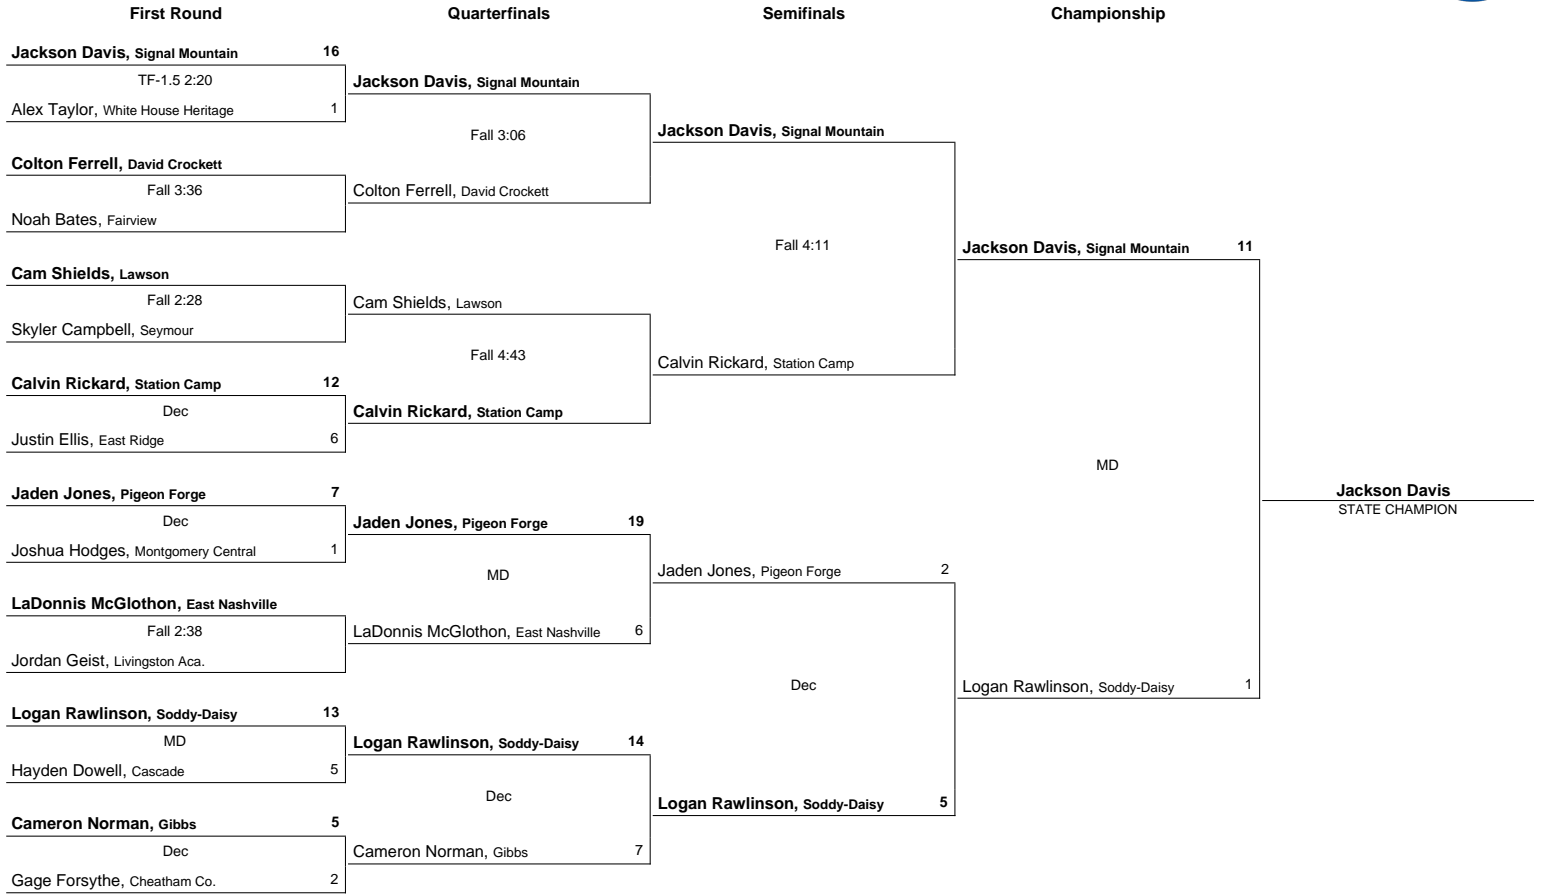 First Round
Quarterfinals
Semifinals
Championship
Jackson Davis, Signal Mountain 16
TF-1.5 2:20
Alex Taylor, White House Heritage 1
Colton Ferrell, David Crockett
Fall 3:36
Noah Bates, Fairview
Cam Shields, Lawson
Fall 2:28
Skyler Campbell, Seymour
Calvin Rickard, Station Camp 12
Dec
Justin Ellis, East Ridge 6
Jaden Jones, Pigeon Forge 7
Dec
Joshua Hodges, Montgomery Central 1
LaDonnis McGlothon, East Nashville
Fall 2:38
Jordan Geist, Livingston Aca.
Logan Rawlinson, Soddy-Daisy 13
MD
Hayden Dowell, Cascade 5
Cameron Norman, Gibbs 5
Dec
Gage Forsythe, Cheatham Co. 2
Jackson Davis, Signal Mountain
Fall 3:06
Colton Ferrell, David Crockett
Cam Shields, Lawson
Fall 4:43
Calvin Rickard, Station Camp
Jaden Jones, Pigeon Forge 19
MD
LaDonnis McGlothon, East Nashville 6
Logan Rawlinson, Soddy-Daisy 14
Dec
Cameron Norman, Gibbs 7
Jackson Davis, Signal Mountain
Fall 4:11
Calvin Rickard, Station Camp
Jaden Jones, Pigeon Forge 2
Dec
Logan Rawlinson, Soddy-Daisy 5
Jackson Davis, Signal Mountain 11
MD
Logan Rawlinson, Soddy-Daisy 1
Jackson Davis
STATE CHAMPION